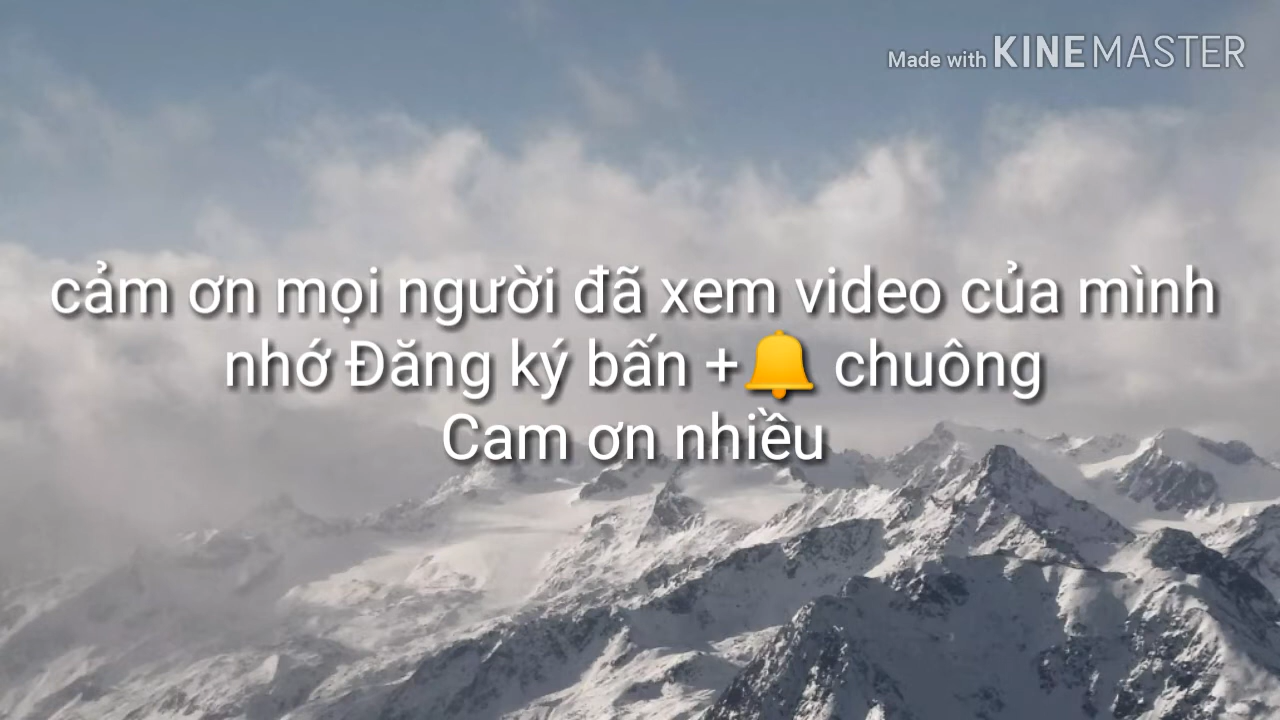 Made with KINEMASTER
cảm ơn mọi người đã xem video của mình
nhớ Đăng ký bấn +🔔 chuông
Cam ơn nhiều